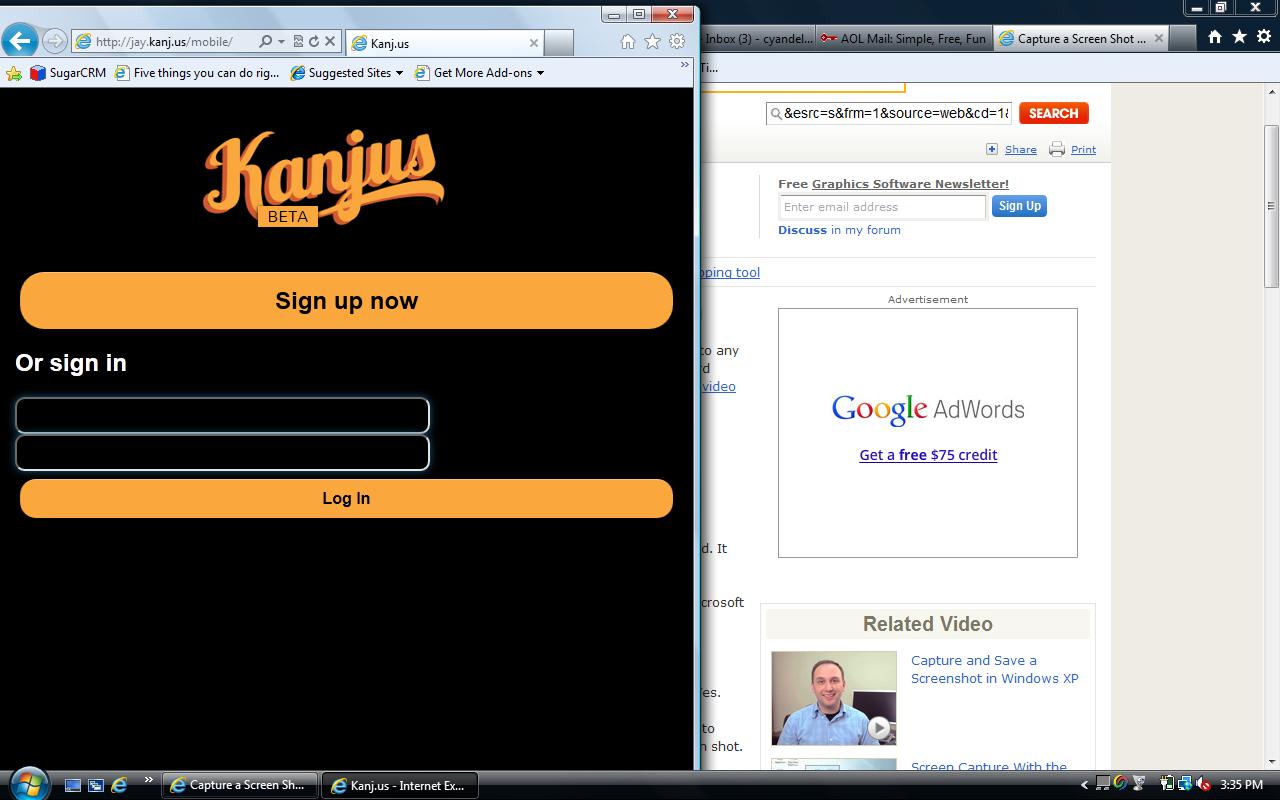 http://jay.kanj.us/mobile/
Kanj.us
SugarCRM
Five things you can do rig...
Suggested Sites
Get More Add-ons
»
Kanjus
BETA
Sign up now
Or sign in
Log In
Inbox (3) - cyandel...
AOL Mail: Simple, Free, Fun
Capture a Screen Shot ...
Ti...
&esrc=s&frm=1&source=web&cd=1&
SEARCH
Share
Print
Free Graphics Software Newsletter!
Enter email address
Sign Up
Discuss in my forum
pping tool
Advertisement
to any
rd
video
Google AdWords
Get a free $75 credit
d. It
crosoft
Related Video
Capture and Save a
Screenshot in Windows XP
es.
to
n shot.
Screen Capture With the
»
Capture a Screen Sh...
Kanj.us - Internet Ex...
3:35 PM